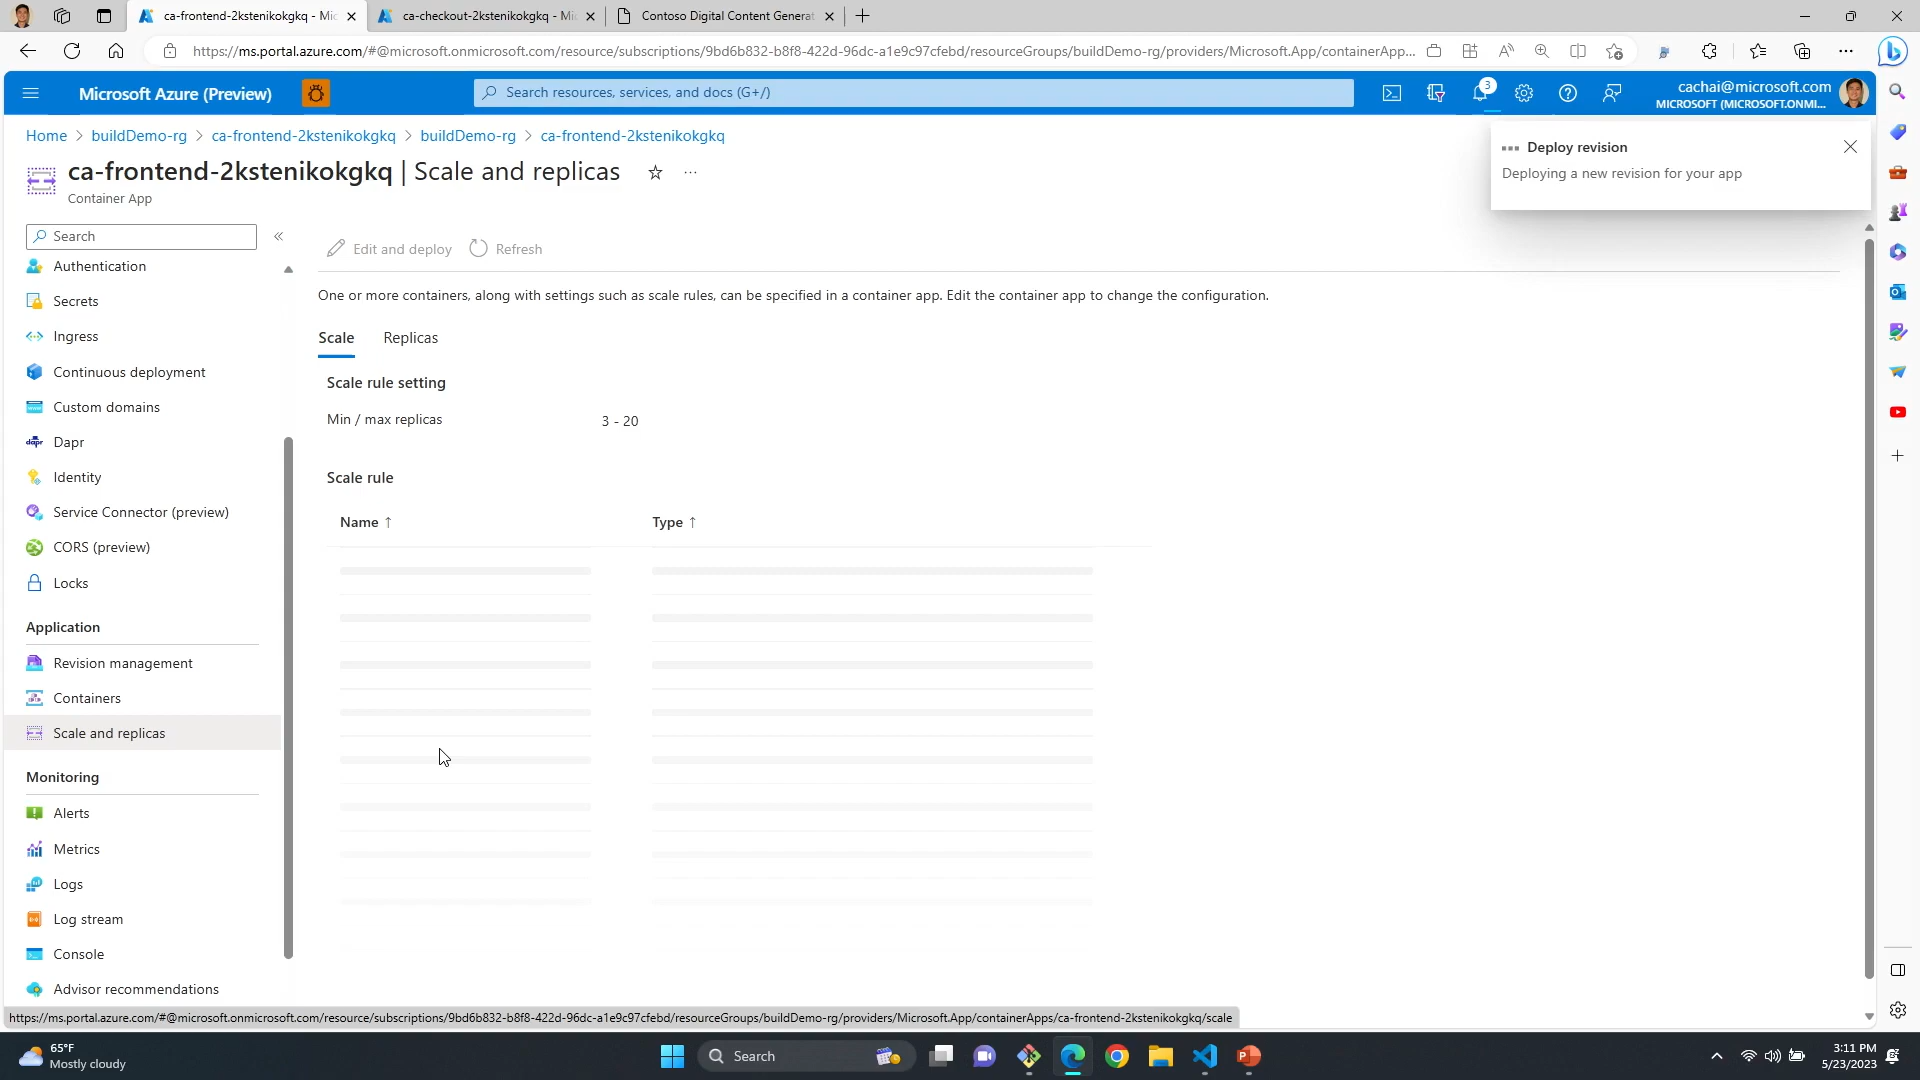 ca-frontend-2kstenikokgkq - Mic
ca-checkout-2kstenikokgkq - Mic
Contoso Digital Content Generat
https://ms.portal.azure.com/#@microsoft.onmicrosoft.com/resource/subscriptions/9bd6b832-b8f8-422d-96dc-a1e9c97cfebd/resourceGroups/buildDemo-rg/providers/Microsoft.App/containerApp...
Microsoft Azure (Preview)
Search resources, services, and docs (G+/)
3
cachai@microsoft.com
MICROSOFT (MICROSOFT.ONMI...
Home > buildDemo-rg > ca-frontend-2kstenikokgkq > buildDemo-rg > ca-frontend-2kstenikokgkq
Deploy revision
Deploying a new revision for your app
ca-frontend-2kstenikokgkq | Scale and replicas
Container App
Search
Authentication
Secrets
Ingress
Continuous deployment
Custom domains
dapr Dapr
Identity
Service Connector (preview)
CORS (preview)
Locks
Application
Revision management
Containers
Scale and replicas
Monitoring
Alerts
Metrics
Logs
Log stream
Console
Advisor recommendations
Edit and deploy
Refresh
One or more containers, along with settings such as scale rules, can be specified in a container app. Edit the container app to change the configuration.
Scale
Replicas
Scale rule setting
Min / max replicas
3 - 20
Scale rule
Name ↑
Type ↑
https://ms.portal.azure.com/#@microsoft.onmicrosoft.com/resource/subscriptions/9bd6b832-b8f8-422d-96dc-a1e9c97cfebd/resourceGroups/buildDemo-rg/providers/Microsoft.App/containerApps/ca-frontend-2kstenikokgkq/scale
65°F
Mostly cloudy
Search
3:11 PM
5/23/2023